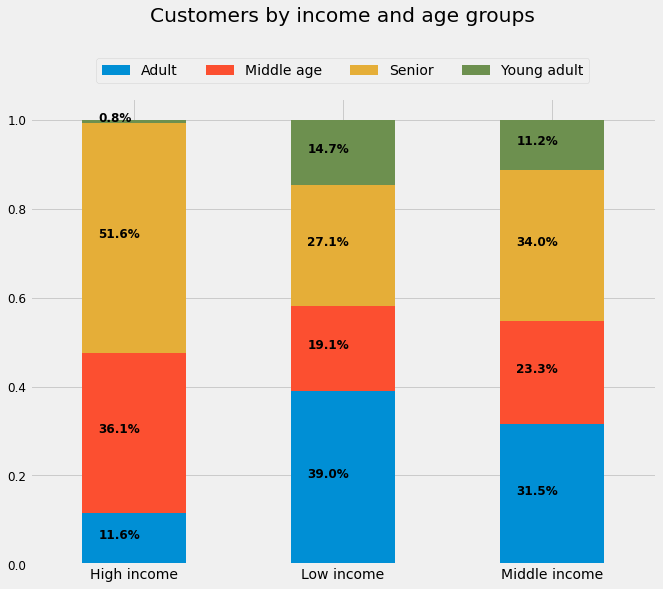 Customers by income and age groups
Adult Middle age Senior Young adult
1.0 0.8% 14.7% 11.2%
0.8 51.6% 27.1% 34.0%
0.6
0.4 36.1% 19.1% 23.3%
0.2 11.6% 39.0% 31.5%
0.0
High income Low income Middle income